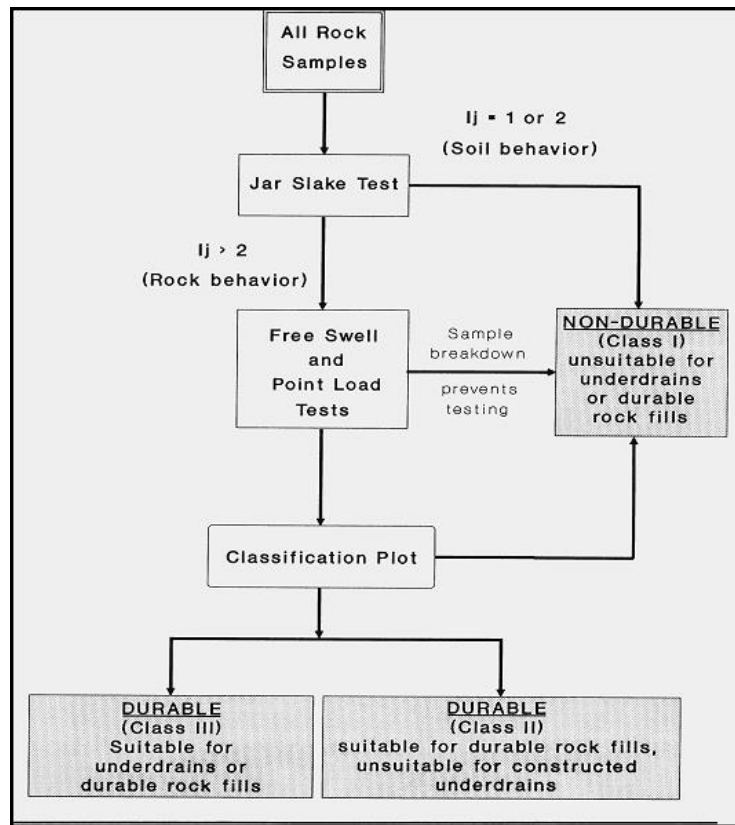 All Rock
Samples
Ij = 1 or 2
(Soil behavior)
Jar Slake Test
Ij > 2
(Rock behavior)
Free Swell
and
Point Load
Tests
Sample
breakdown
prevents
testing
NON-DURABLE
(Class I)
unsuitable for
underdrains
or durable
rock fills
Classification Plot
DURABLE
(Class III)
Suitable for
underdrains or
durable rock fills
DURABLE
(Class II)
suitable for durable rock fills,
unsuitable for constructed
underdrains